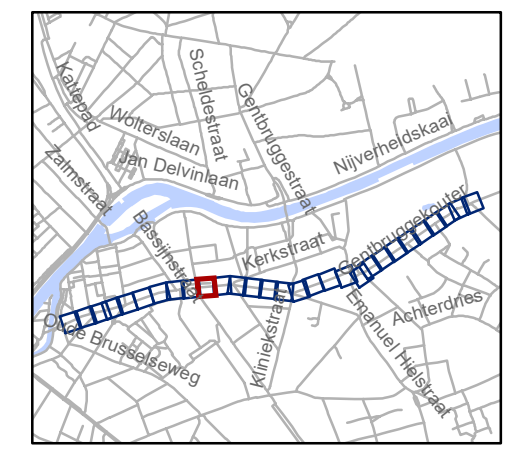 Kattepad
Scheldestraat
Gentbruggestraat
Wolterslaan
Jan Delvinlaan
Nijverheidskaai
Zalmstraat
Bassijnstraat
Kerkstraat
Gentbruggekouter
Oude Brusselseweg
Kliniekstraat
Emanuel Hielstraat
Achterdries